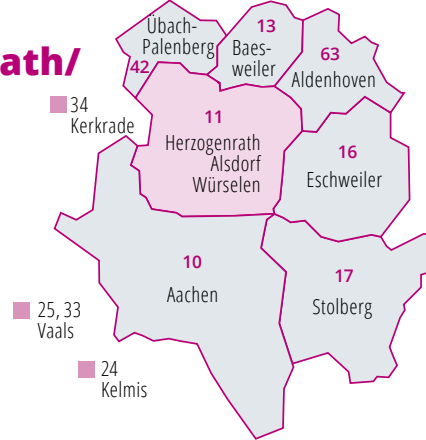 ath/
Übach-
Palenberg
42
13
Baes-
weiler
63
Aldenhoven
34
Kerkrade
11
Herzogenrath
Alsdorf
Würselen
16
Eschweiler
10
Aachen
17
Stolberg
25, 33
Vaals
24
Kelmis